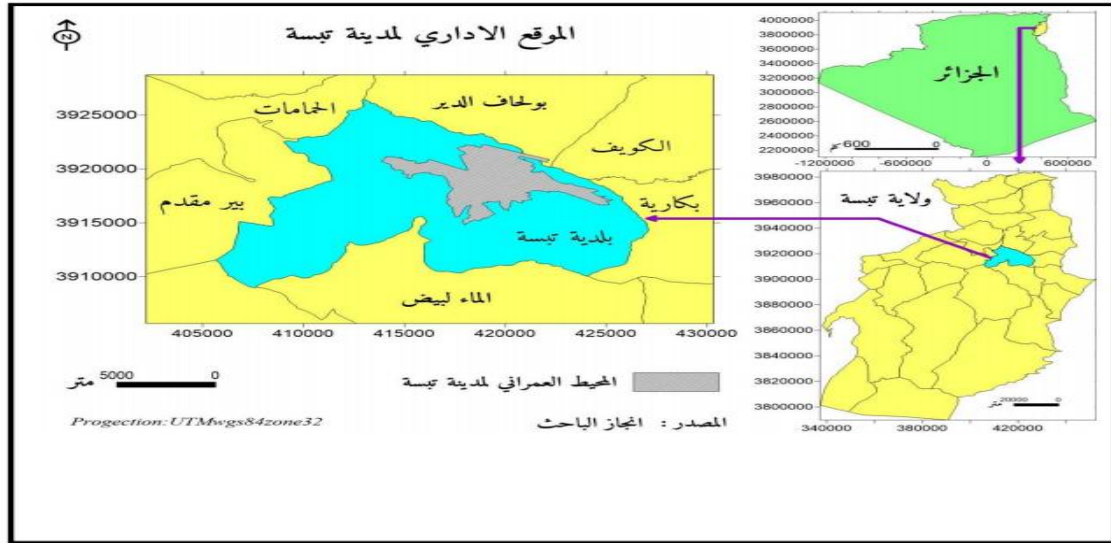 الموقع الاداري لمدينة تبسة
N
3925000
3920000
3915000
3910000
405000
410000
415000
420000
425000
430000
الحمامات
بولحاف الدير
الكويف
بكارية
بير مقدم
بلدية تبسة
الماء لبيض
5000 0 متر
المحيط العمراني لمدينة تبسة
Progection:UTMwgs84zone32
المصدر : انجاز الباحث
4000000
3800000
3600000
3400000
3200000
3000000
2800000
2600000
2400000
2200000
الجزائر
600 0 كم
-1200000
-600000
0
600000
3980000
3960000
3940000
3920000
3900000
3880000
3860000
3840000
3820000
3800000
ولاية تبسة
20000 0 متر
340000
380000
420000